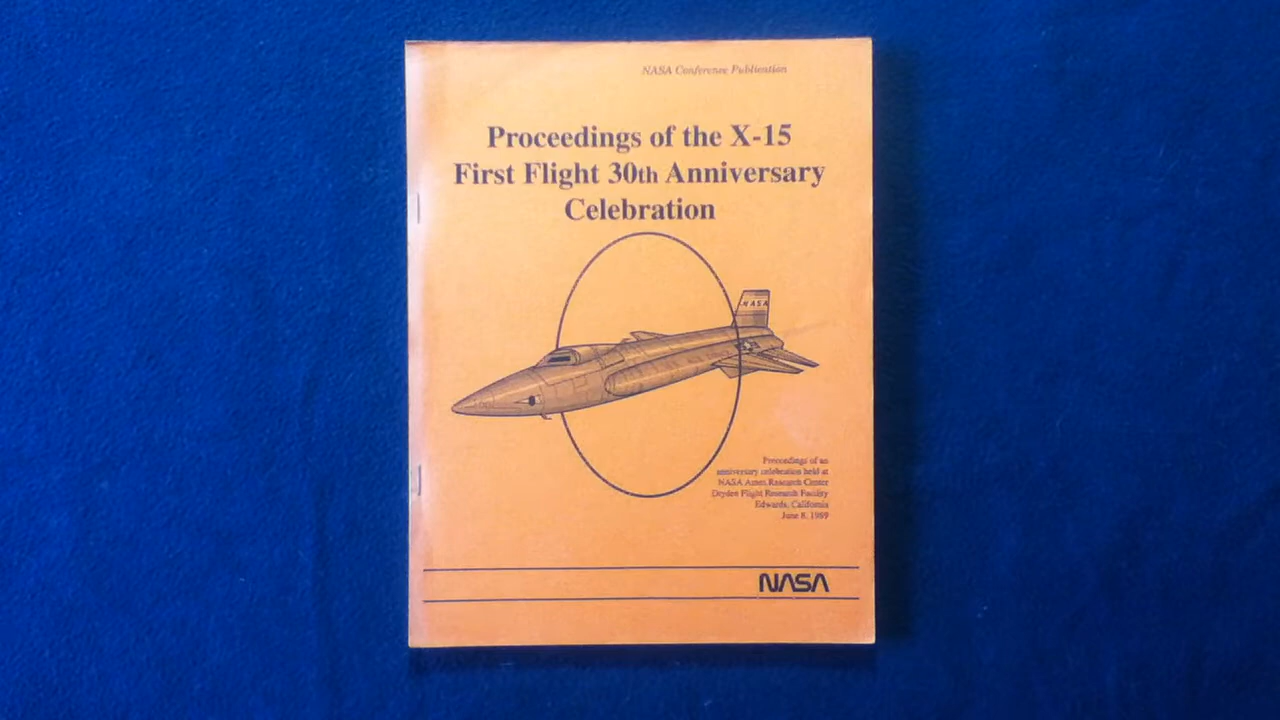 NASA Conference Publication
Proceedings of the X-15
First Flight 30th Anniversary
Celebration
NASA
Proceedings of an
anniversary celebration held at
NASA Ames Research Center
Dryden Flight Research Facility
Edwards, California
June 8, 1989
NASA